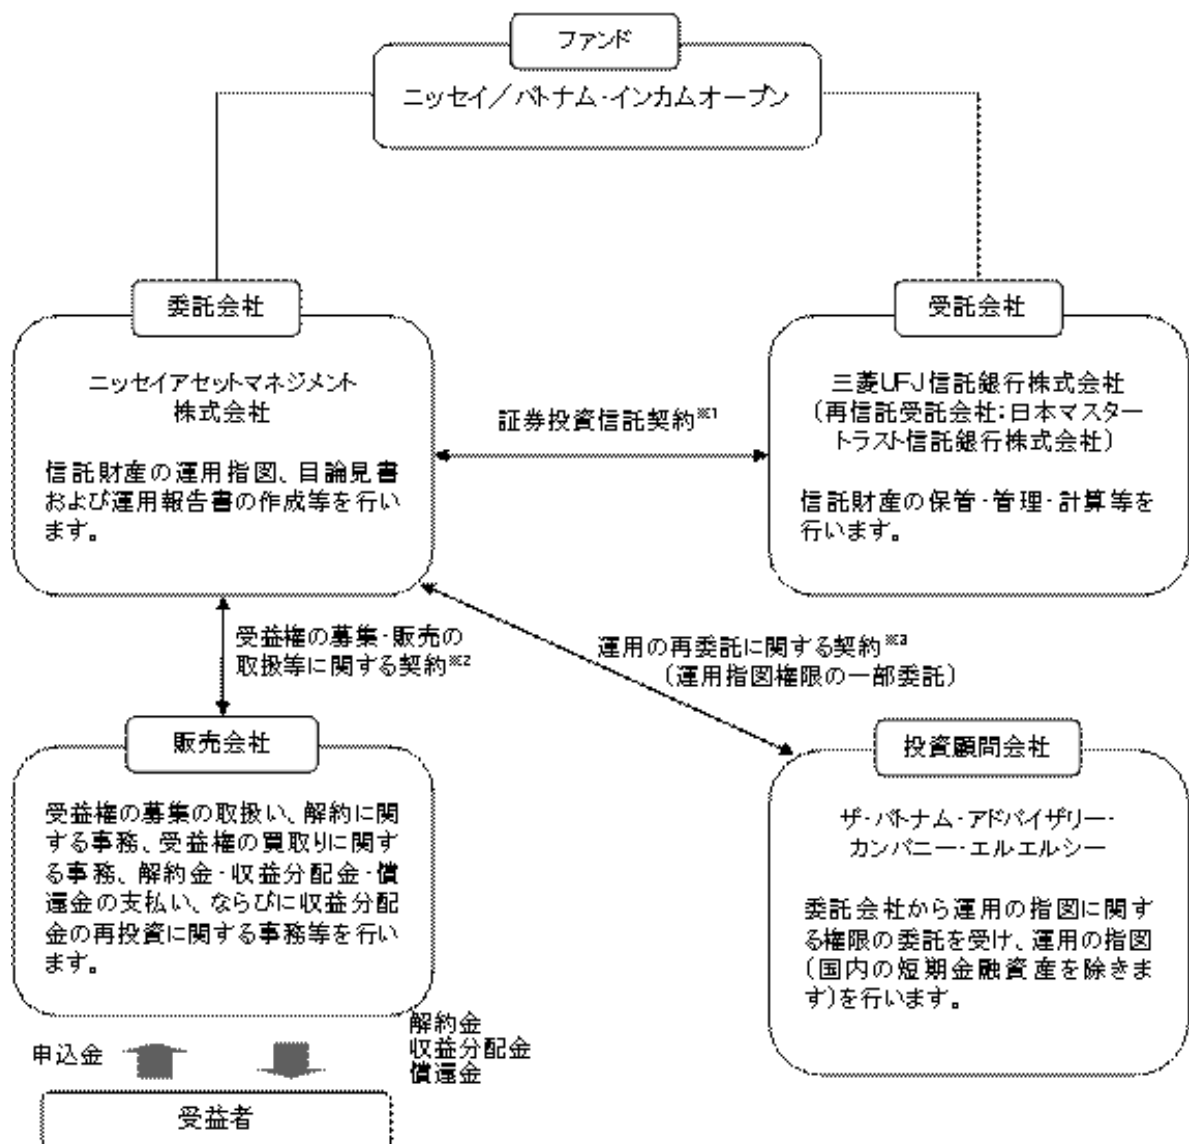 ファンド
ニッセイ／パトナム・インカムオープン
委託会社
ニッセイアセットマネジメント
株式会社
信託財産の運用指図、目論見書
および運用報告書の作成等を行い
ます。
証券投資信託契約※1
受託会社
三菱UFJ信託銀行株式会社
（再信託受託会社：日本マスター
トラスト信託銀行株式会社）
信託財産の保管・管理・計算等を
行います。
受益権の募集・販売の
取扱等に関する契約※2
運用の再委託に関する契約※3
（運用指図権限の一部委託）
販売会社
受益権の募集の取扱い、解約に関
する事務、受益権の買取りに関す
る事務、解約金・収益分配金・償
還金の支払い、ならびに収益分配
金の再投資に関する事務等を行い
ます。
投資顧問会社
ザ・パトナム・アドバイザリー・
カンパニー・エルエルシー
委託会社から運用の指図に関す
る権限の委託を受け、運用の指図
（国内の短期金融資産を除きま
す）を行います。
申込金
解約金
収益分配金
償還金
受益者